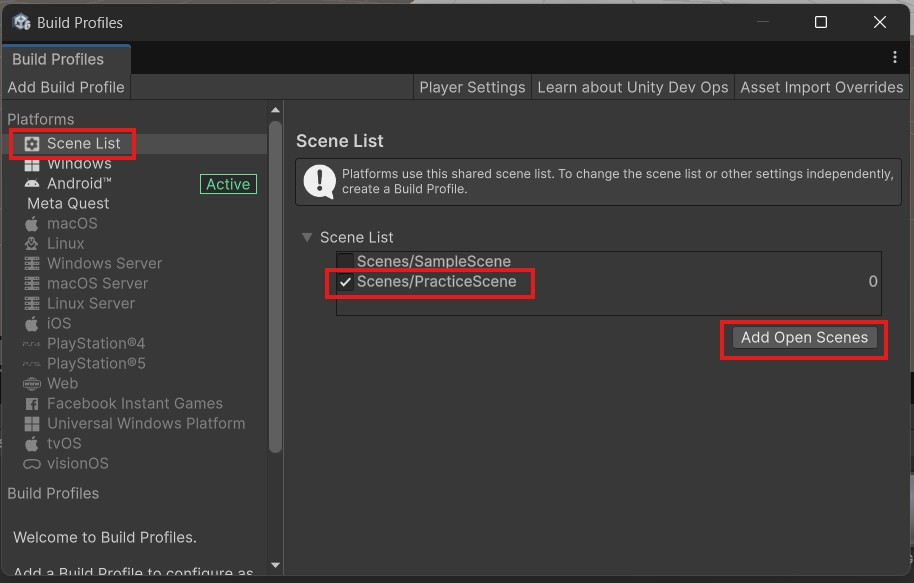 Build Profiles
Build Profiles
Add Build Profile
Player Settings
Learn about Unity Dev Ops
Asset Import Overrides
Platforms
Scene List
Windows
Android™
Active
Meta Quest
macOS
Linux
Windows Server
macOS Server
Linux Server
iOS
PlayStation®4
PlayStation®5
Web
Facebook Instant Games
Universal Windows Platform
tvOS
visionOS
Build Profiles
Welcome to Build Profiles.
Add a Build Profile to configure as
Scene List
Platforms use this shared scene list. To change the scene list or other settings independently,
create a Build Profile.
Scene List
Scenes/SampleScene
Scenes/PracticeScene 0
Add Open Scenes